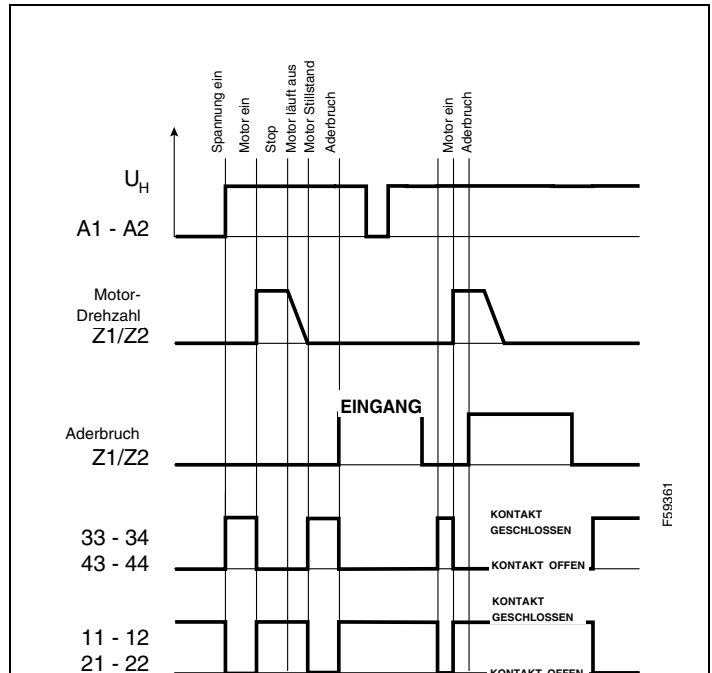 Spannung ein
Motor ein
Stop
Motor läuft aus
Motor Stillstand
Aderbruch
Motor ein
Aderbruch
UH
A1 - A2
Motor-
Drehzahl
Z1/Z2
EINGANG
Aderbruch
Z1/Z2
F59361
KONTAKT
GESCHLOSSEN
33 - 34
43 - 44
KONTAKT OFFEN
KONTAKT
GESCHLOSSEN
11 - 12
21 - 22
KONTAKT OFFEN